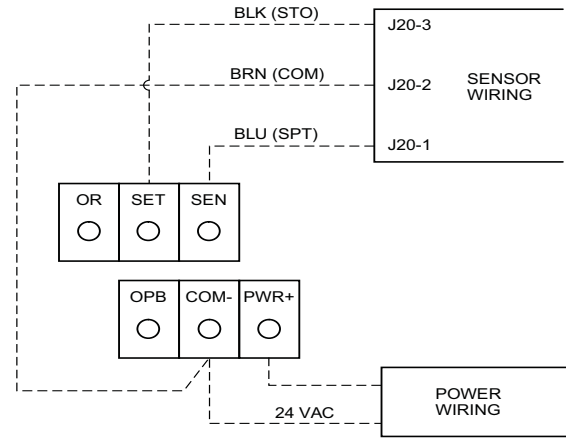 BLK (STO)
J20-3
BRN (COM)
J20-2
SENSOR
WIRING
BLU (SPT)
J20-1
OR SET SEN
OPB COM- PWR+
24 VAC
POWER
WIRING